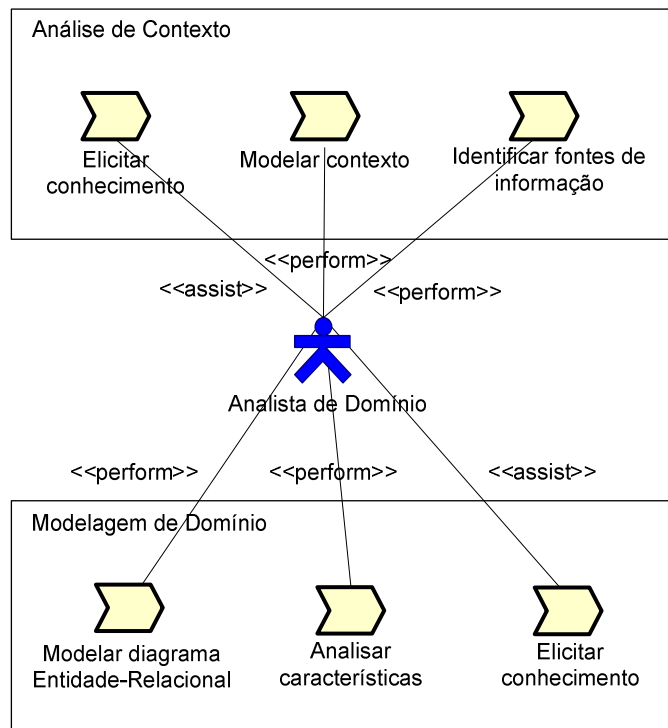 Análise de Contexto
Elicitar
conhecimento
Modelar contexto
Identificar fontes de
informação
<<perform>>
<<assist>>
<<perform>>
Analista de Domínio
<<perform>>
<<perform>>
<<assist>>
Modelagem de Domínio
Modelar diagrama
Entidade-Relacional
Analisar
características
Elicitar
conhecimento